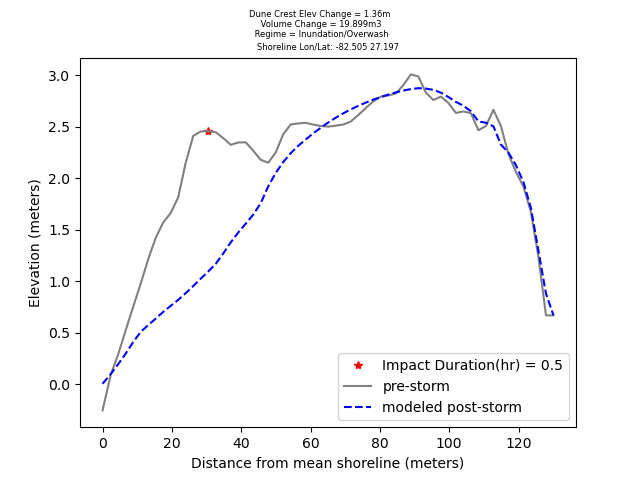 Dune Crest Elev Change = 1.36m
Volume Change = 19.899m3
Regime = Inundation/Overwash
Shoreline Lon/Lat: -82.505 27.197
3.0
2.5
2.0
1.5
1.0
0.5
0.0
Elevation (meters)
Impact Duration(hr) = 0.5
pre-storm
modeled post-storm
0 20 40 60 80 100 120
Distance from mean shoreline (meters)